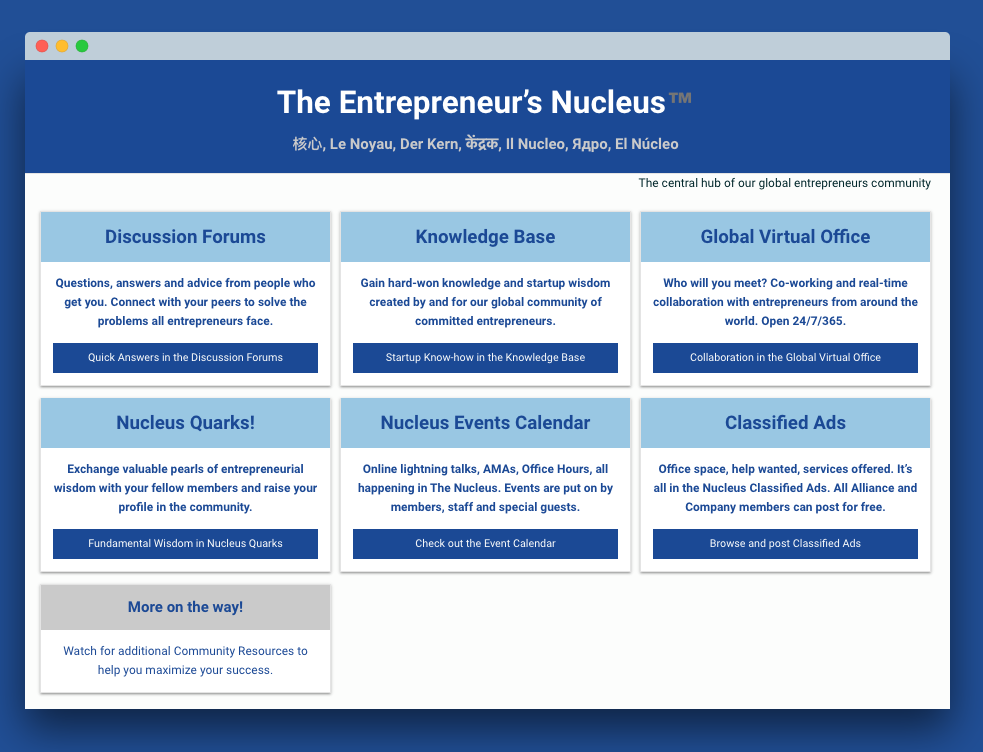 The Entrepreneur’s Nucleus™
核心, Le Noyau, Der Kern, केंद्रक, Il Nucleo, Ядро, El Núcleo
The central hub of our global entrepreneurs community
Discussion Forums
Questions, answers and advice from people who
get you. Connect with your peers to solve the
problems all entrepreneurs face.
Quick Answers in the Discussion Forums
Knowledge Base
Gain hard-won knowledge and startup wisdom
created by and for our global community of
committed entrepreneurs.
Startup Know-how in the Knowledge Base
Global Virtual Office
Who will you meet? Co-working and real-time
collaboration with entrepreneurs from around the
world. Open 24/7/365.
Collaboration in the Global Virtual Office
Nucleus Quarks!
Exchange valuable pearls of entrepreneurial
wisdom with your fellow members and raise your
profile in the community.
Fundamental Wisdom in Nucleus Quarks
Nucleus Events Calendar
Online lightning talks, AMAs, Office Hours, all
happening in The Nucleus. Events are put on by
members, staff and special guests.
Check out the Event Calendar
Classified Ads
Office space, help wanted, services offered. It’s
all in the Nucleus Classified Ads. All Alliance and
Company members can post for free.
Browse and post Classified Ads
More on the way!
Watch for additional Community Resources to
help you maximize your success.